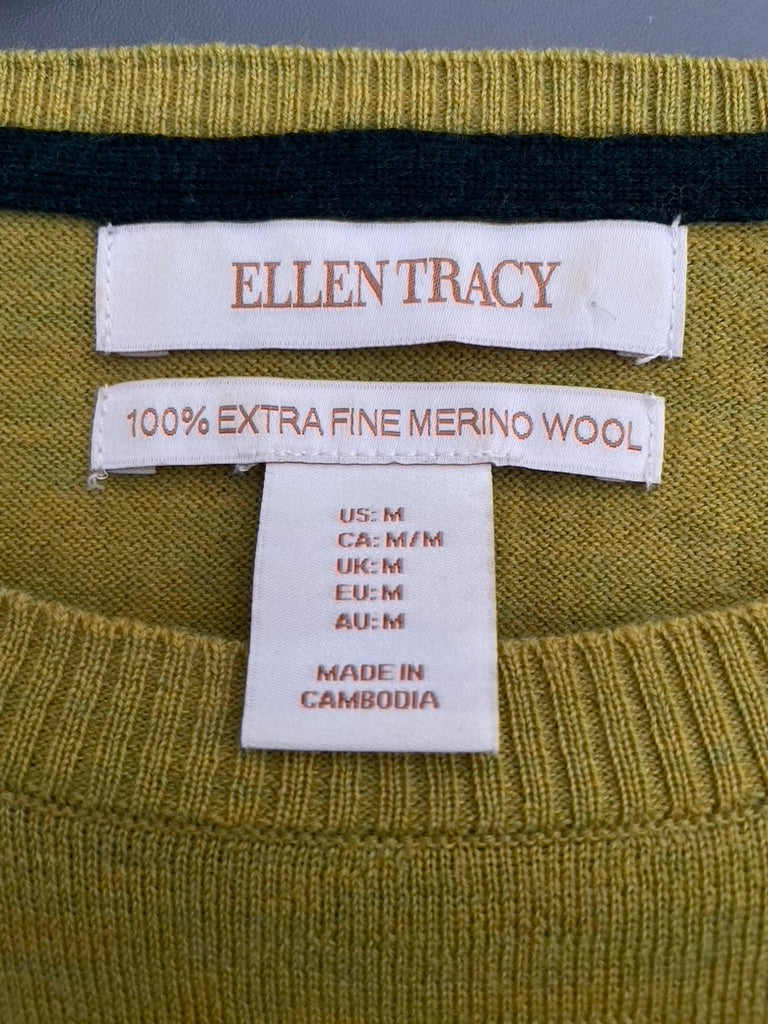 ELLEN TRACY
100% EXTRA FINE MERINO WOOL
US: M
CA: M/M
UK: M
EU: M
AU: M
MADE IN
CAMBODIA